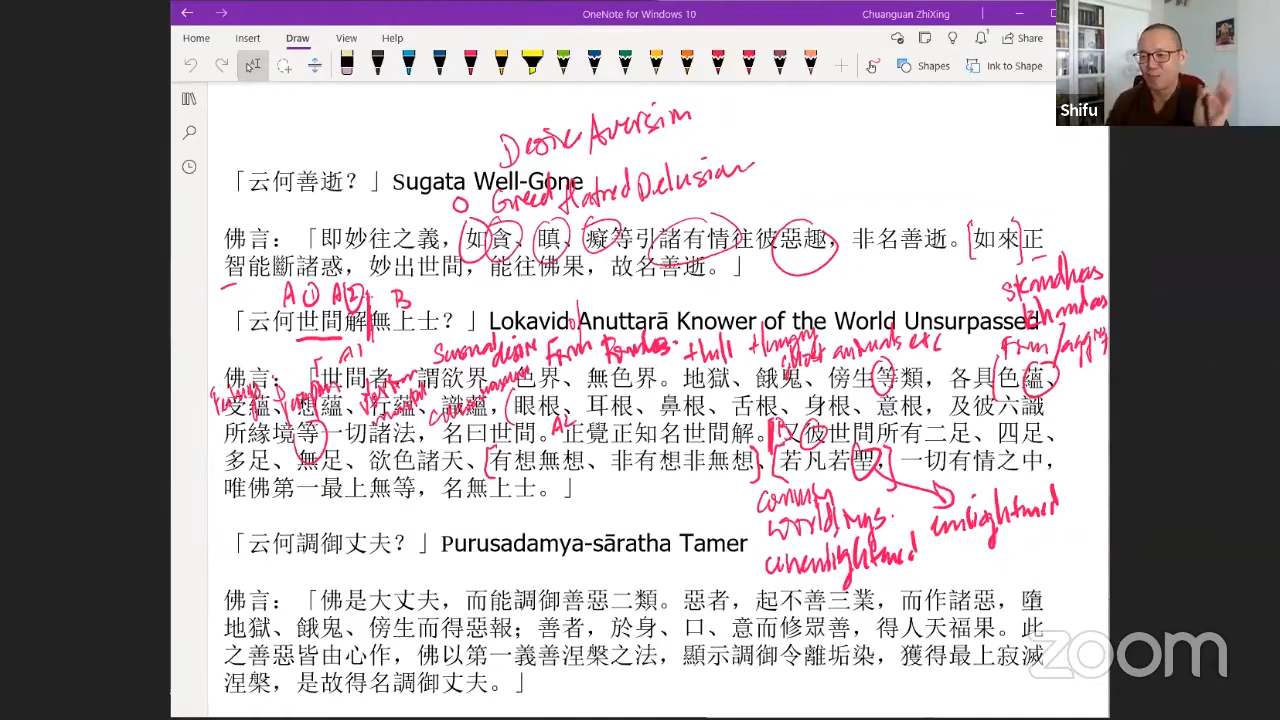 OneNote for Windows 10
Chuanguan ZhiXing
Home Insert Draw View Help
Share
Shapes
Ink to Shape
Shifu
Desire Aversion
「云何善逝？」Sugata Well-Gone
Greed Hatred Delusion
佛言：「即妙往之義，如貪、瞋、癡等引諸有情往彼惡趣，非名善逝。[如來]正
智能斷諸惑，妙出世間，能往佛果，故名善逝。」
skandhas
khandas
A ① A② B
「云何世間解無上士？」Lokavid Anuttarā Knower of the World Unsurpassed
Form
Sensual desire Form Formless hell Hungry ghost animals etc
佛言：「世間者，謂欲界、色界、無色界。地獄、餓鬼、傍生等類，各具色蘊、
受蘊、想蘊、行蘊、識蘊，眼根、耳根、鼻根、舌根、身根、意根，及彼六識
A2 B
所緣境等一切諸法，名曰世間。正覺正知名世間解。又彼世間所有二足、四足、
多足、無足、欲色諸天、[有想無想、非有想非無想]、[若凡若聖]，一切有情之中，
唯佛第一最上無等，名無上士。」
common
worldlings.
unenlightened
enlightened
「云何調御丈夫？」Purusadamya-sāratha Tamer
佛言：「佛是大丈夫，而能調御善惡二類。惡者，起不善三業，而作諸惡，墮
地獄、餓鬼、傍生而得惡報；善者，於身、口、意而修眾善，得人天福果。此
之善惡皆由心作，佛以第一義善涅槃之法，顯示調御令離垢染，獲得最上寂滅
涅槃，是故得名調御丈夫。」
zoom